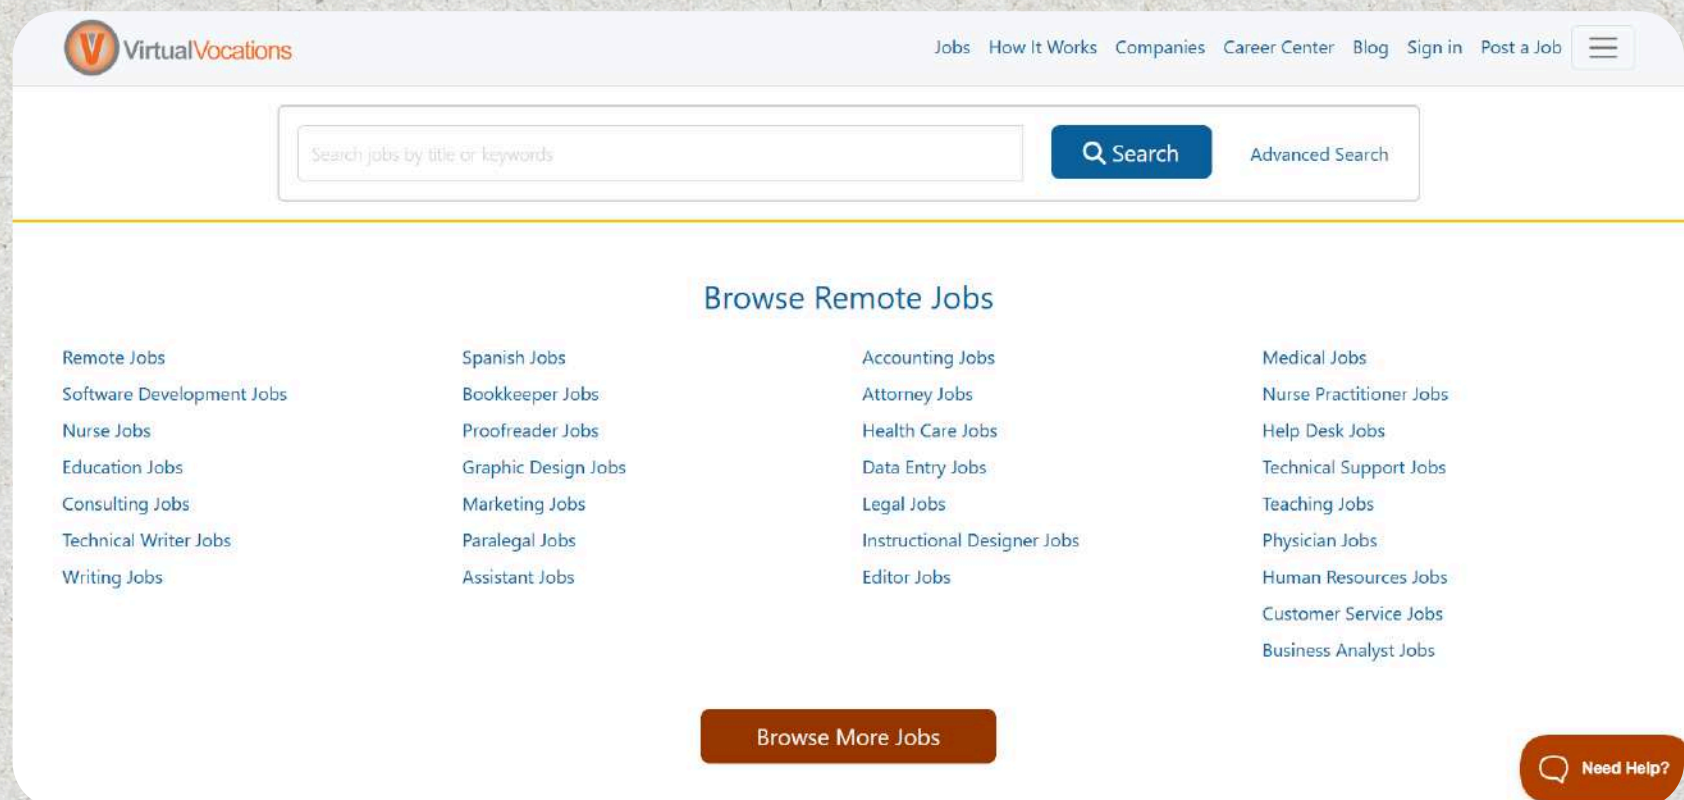 VirtualVocations
Jobs How It Works Companies Career Center Blog Sign in Post a Job
Search jobs by title or keywords
Search
Advanced Search
Browse Remote Jobs
Remote Jobs
Software Development Jobs
Nurse Jobs
Education Jobs
Consulting Jobs
Technical Writer Jobs
Writing Jobs
Spanish Jobs
Bookkeeper Jobs
Proofreader Jobs
Graphic Design Jobs
Marketing Jobs
Paralegal Jobs
Assistant Jobs
Accounting Jobs
Attorney Jobs
Health Care Jobs
Data Entry Jobs
Legal Jobs
Instructional Designer Jobs
Editor Jobs
Medical Jobs
Nurse Practitioner Jobs
Help Desk Jobs
Technical Support Jobs
Teaching Jobs
Physician Jobs
Human Resources Jobs
Customer Service Jobs
Business Analyst Jobs
Browse More Jobs
Need Help?